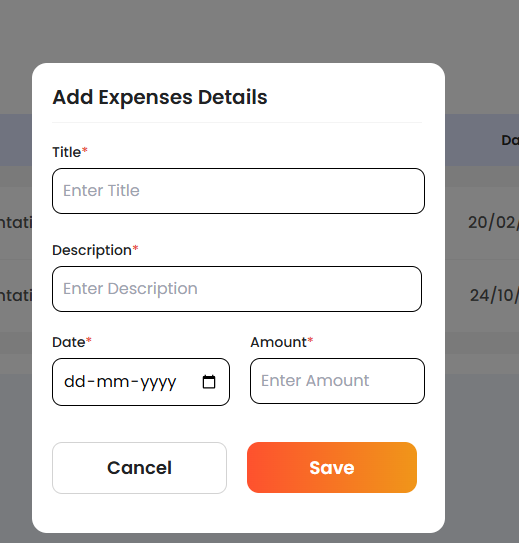 Add Expenses Details
Da
Title*
Enter Title
ntati
20/02/
Description*
Enter Description
ntati
24/10/
Date*
Amount*
dd-mm-yyyy
Enter Amount
Cancel
Save